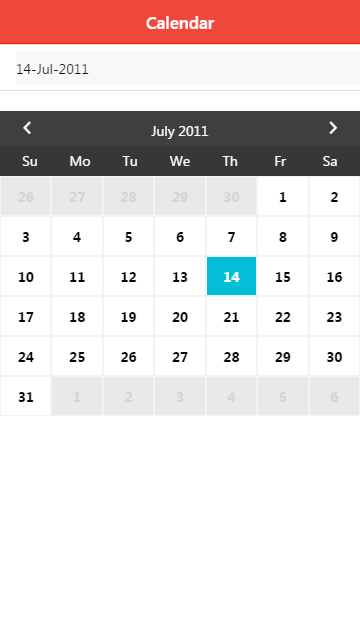 Calendar
14-Jul-2011
July 2011
Su Mo Tu We Th Fr Sa
26 27 28 29 30 1 2
3 4 5 6 7 8 9
10 11 12 13 14 15 16
17 18 19 20 21 22 23
24 25 26 27 28 29 30
31 1 2 3 4 5 6